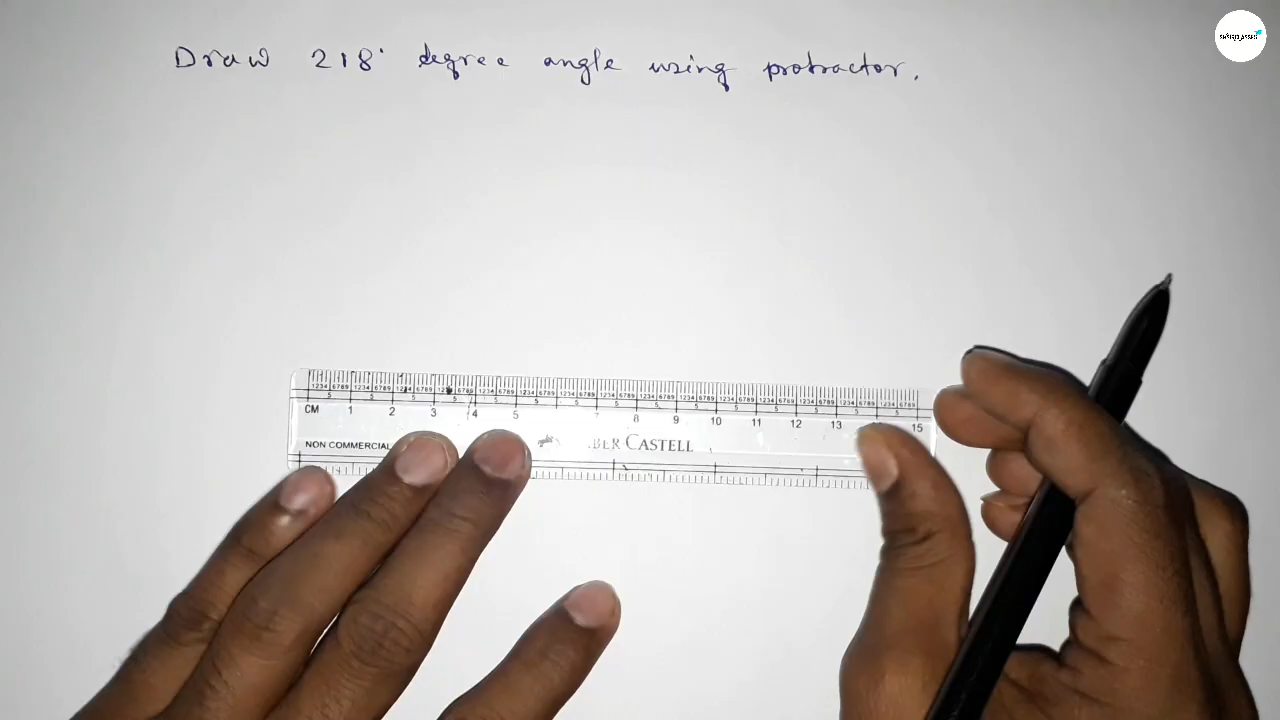 Draw 218° degree angle using protractor.
CM 1 2 3 4 5 7 8 9 10 11 12 13 15
NON COMMERCIAL BER CASTELL